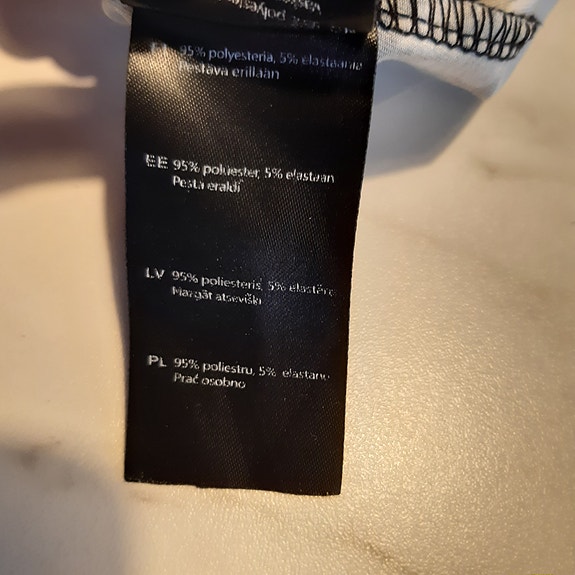 95% polyesteria, 5% elastaania
Pestävä erillään
EE 95% polüester, 5% elastaan
Pesta eraldi
LV 95% poliesteris, 5% elastāns
Mazgāt atsevišķi
PL 95% poliestru, 5% elastanu
Prać osobno